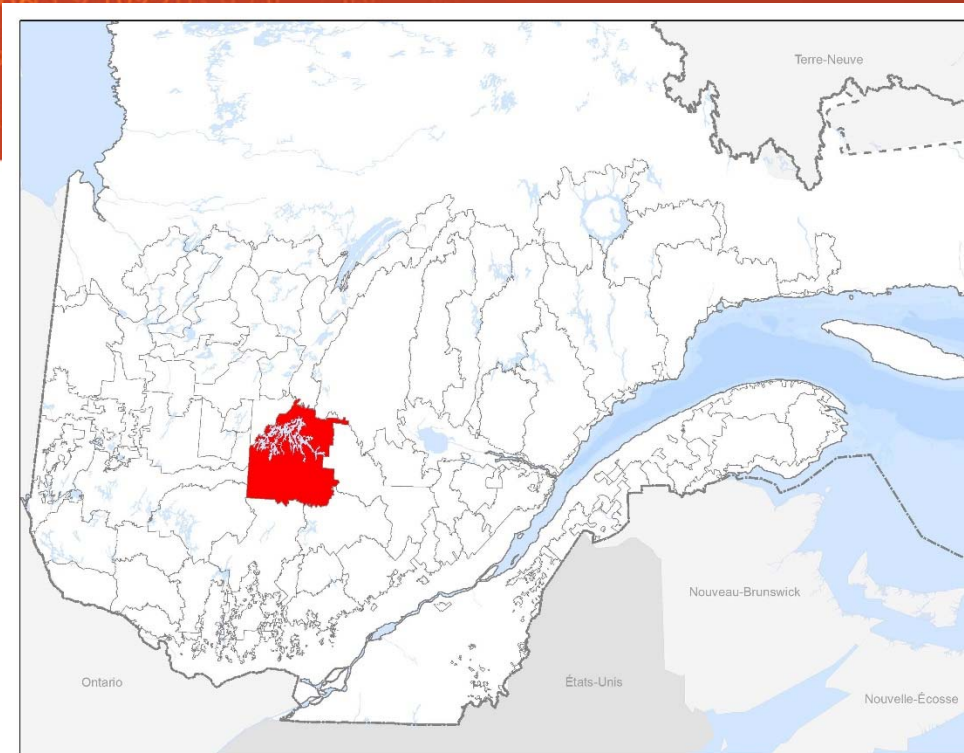 Terre-Neuve
Nouveau-Brunswick
Ontario
États-Unis
Nouvelle-Écosse